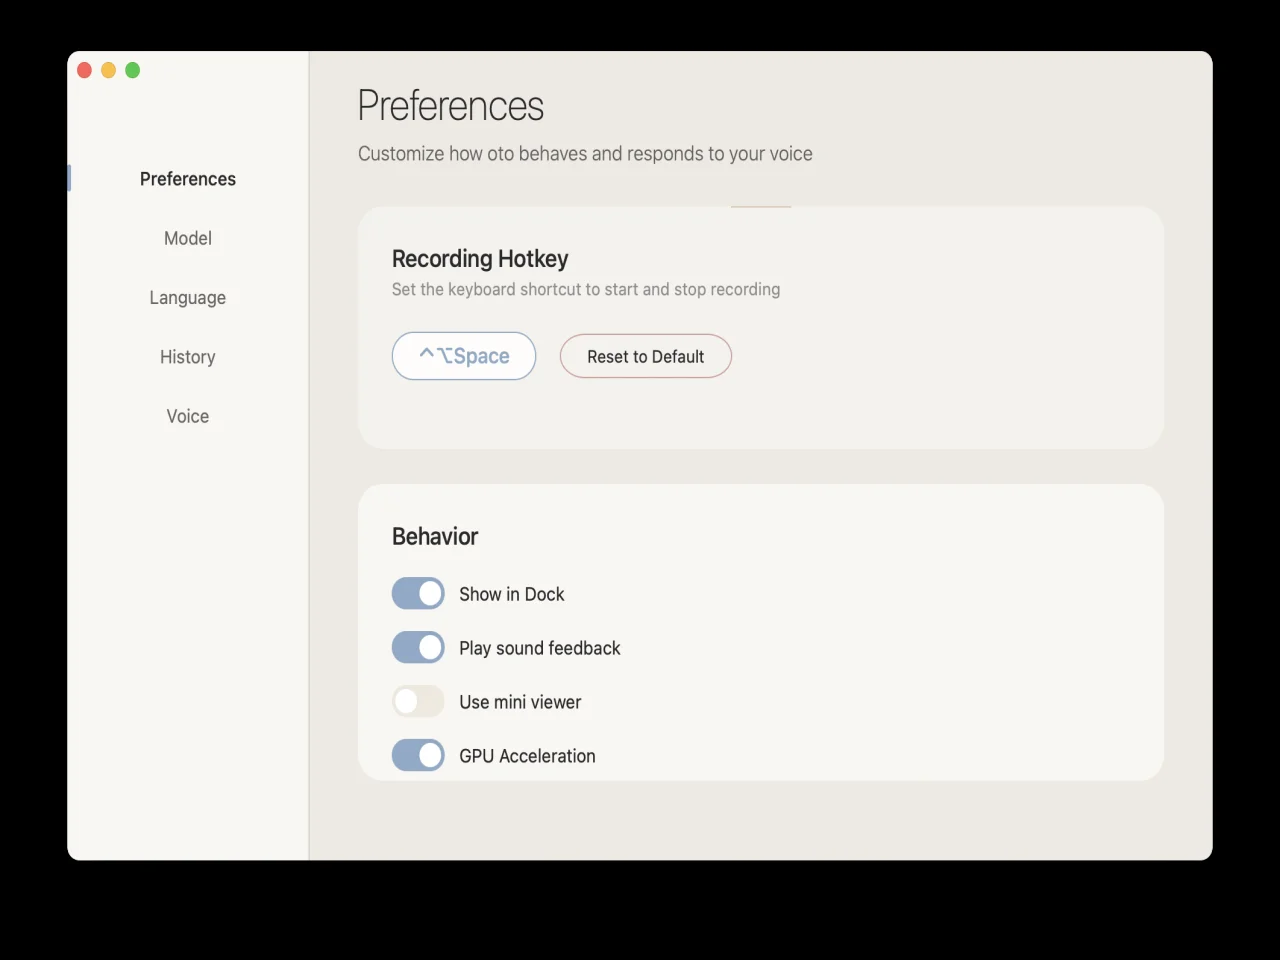 Preferences
Model
Language
History
Voice
Preferences
Customize how oto behaves and responds to your voice
Recording Hotkey
Set the keyboard shortcut to start and stop recording
^⌥Space
Reset to Default
Behavior
Show in Dock
Play sound feedback
Use mini viewer
GPU Acceleration